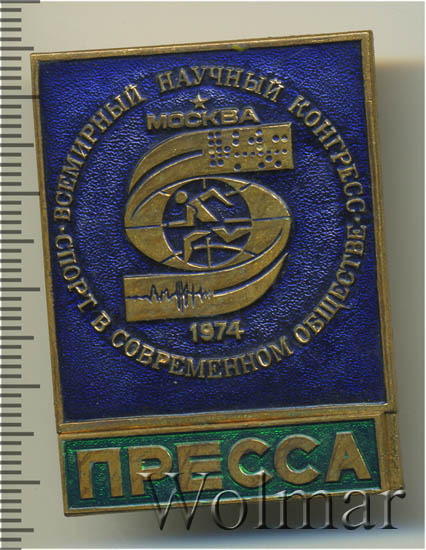 • ВСЕМИРНЫЙ НАУЧНЫЙ КОНГРЕСС •
СПОРТ В СОВРЕМЕННОМ ОБЩЕСТВЕ
МОСКВА
1974
ПРЕССА
Wolmar